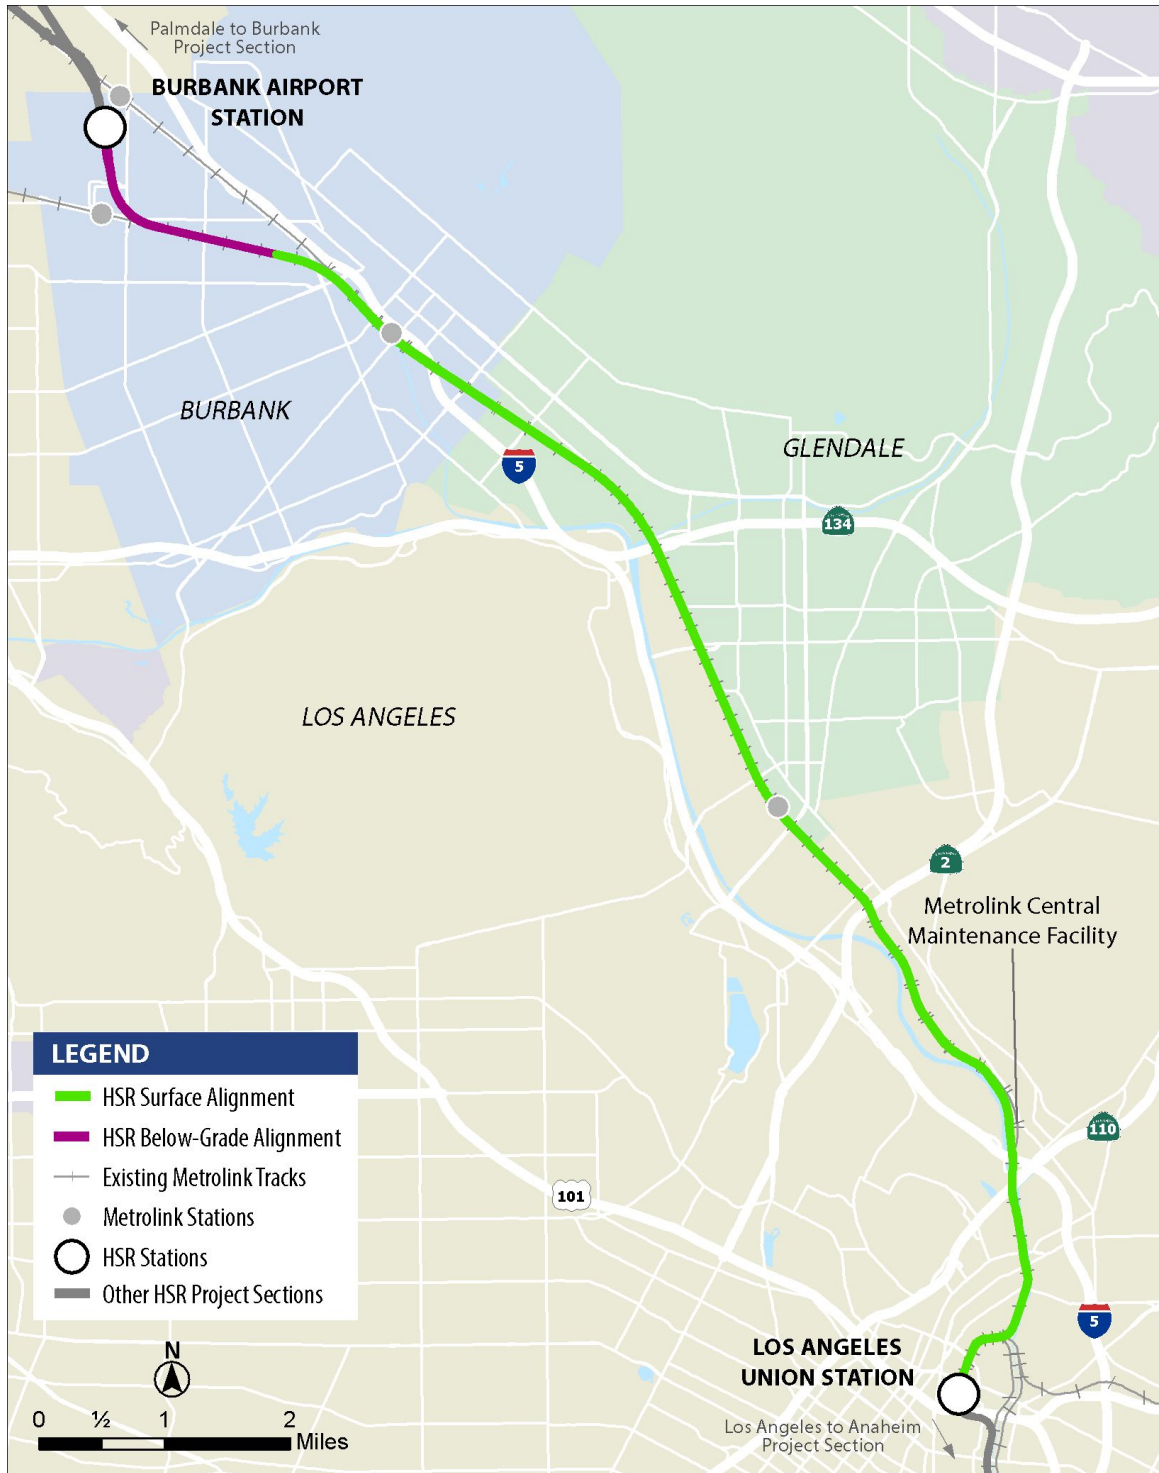 Palmdale to Burbank
Project Section
BURBANK AIRPORT
STATION
BURBANK
GLENDALE
5
134
LOS ANGELES
2
Metrolink Central
Maintenance Facility
LEGEND
HSR Surface Alignment
HSR Below-Grade Alignment
Existing Metrolink Tracks
Metrolink Stations
HSR Stations
Other HSR Project Sections
110
101
5
N
0 ½ 1 2
Miles
LOS ANGELES
UNION STATION
Los Angeles to Anaheim
Project Section